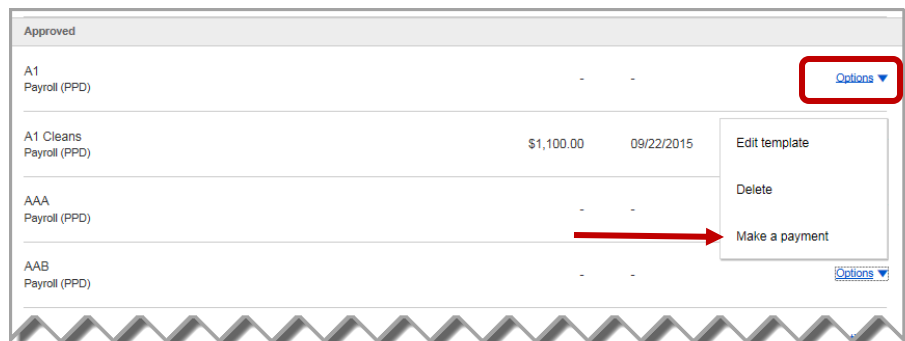 Approved
A1
Payroll (PPD)
- - Options ▼
A1 Cleans
Payroll (PPD)
$1,100.00 09/22/2015
Edit template
Delete
Make a payment
AAA
Payroll (PPD)
- -
AAB
Payroll (PPD)
- - Options ▼